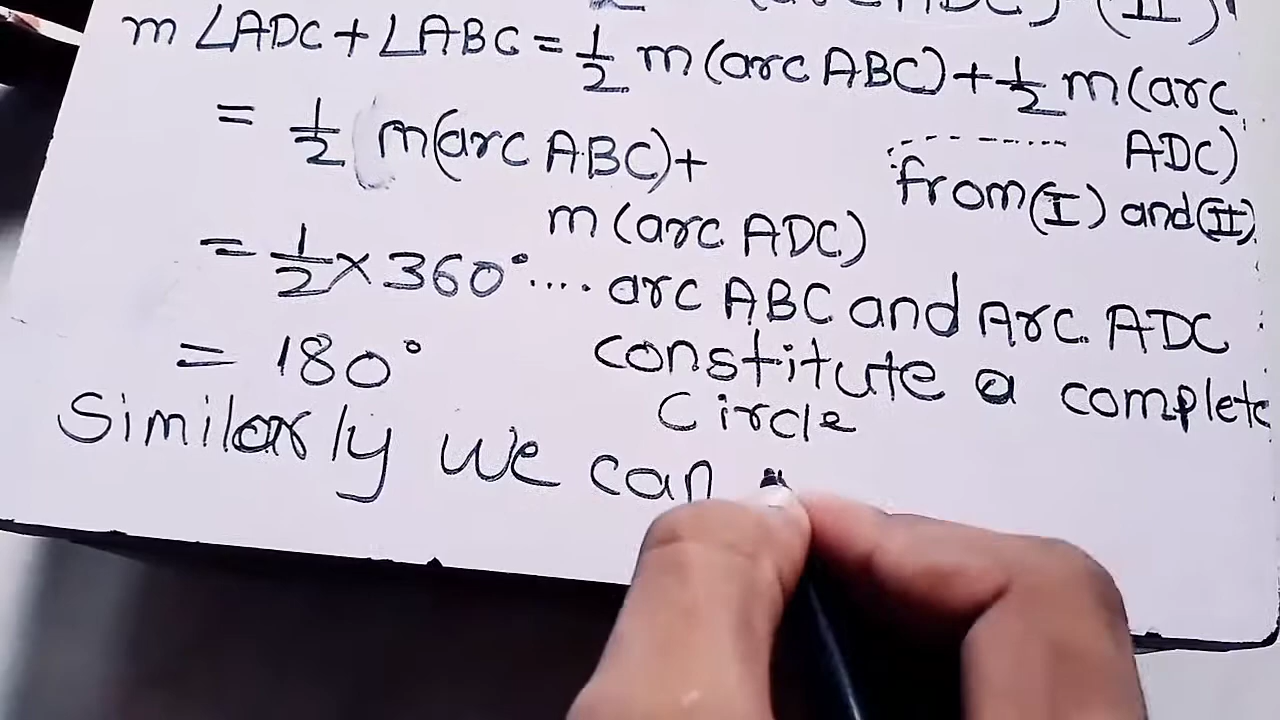 (II)
m∠ADC+∠ABC=1/2 m(arc ABC)+1/2 m(arc
ADC)
= 1/2 m(arc ABC)+
from(I) and(II)
m(arc ADC)
=1/2×360°.... arc ABC and Arc. ADC
= 180°
constitute a complete
circle
Similarly we can